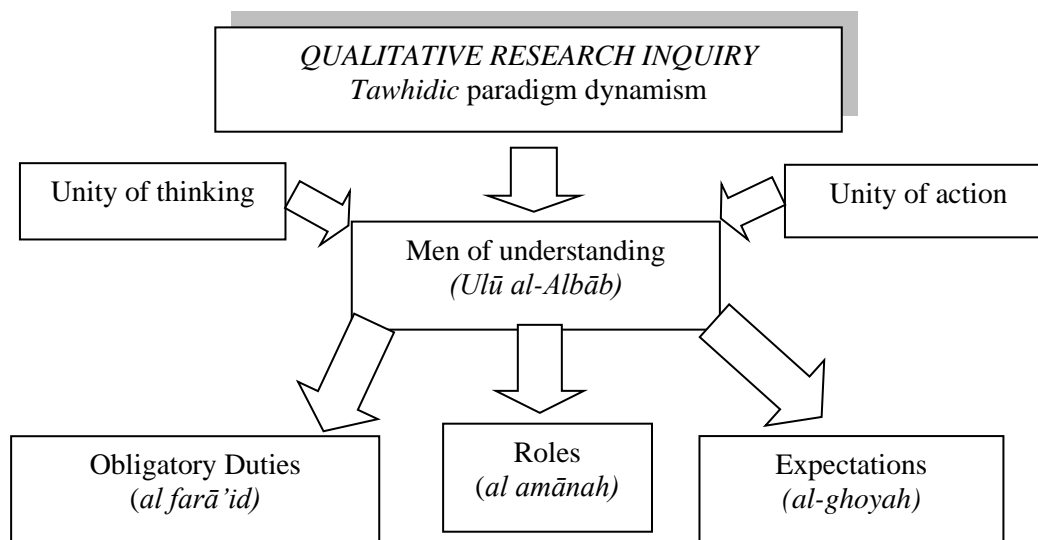 QUALITATIVE RESEARCH INQUIRY
Tawhidic paradigm dynamism
Unity of thinking
Unity of action
Men of understanding
(Ulū al-Albāb)
Obligatory Duties
(al farā’id)
Roles
(al amānah)
Expectations
(al-ghoyah)